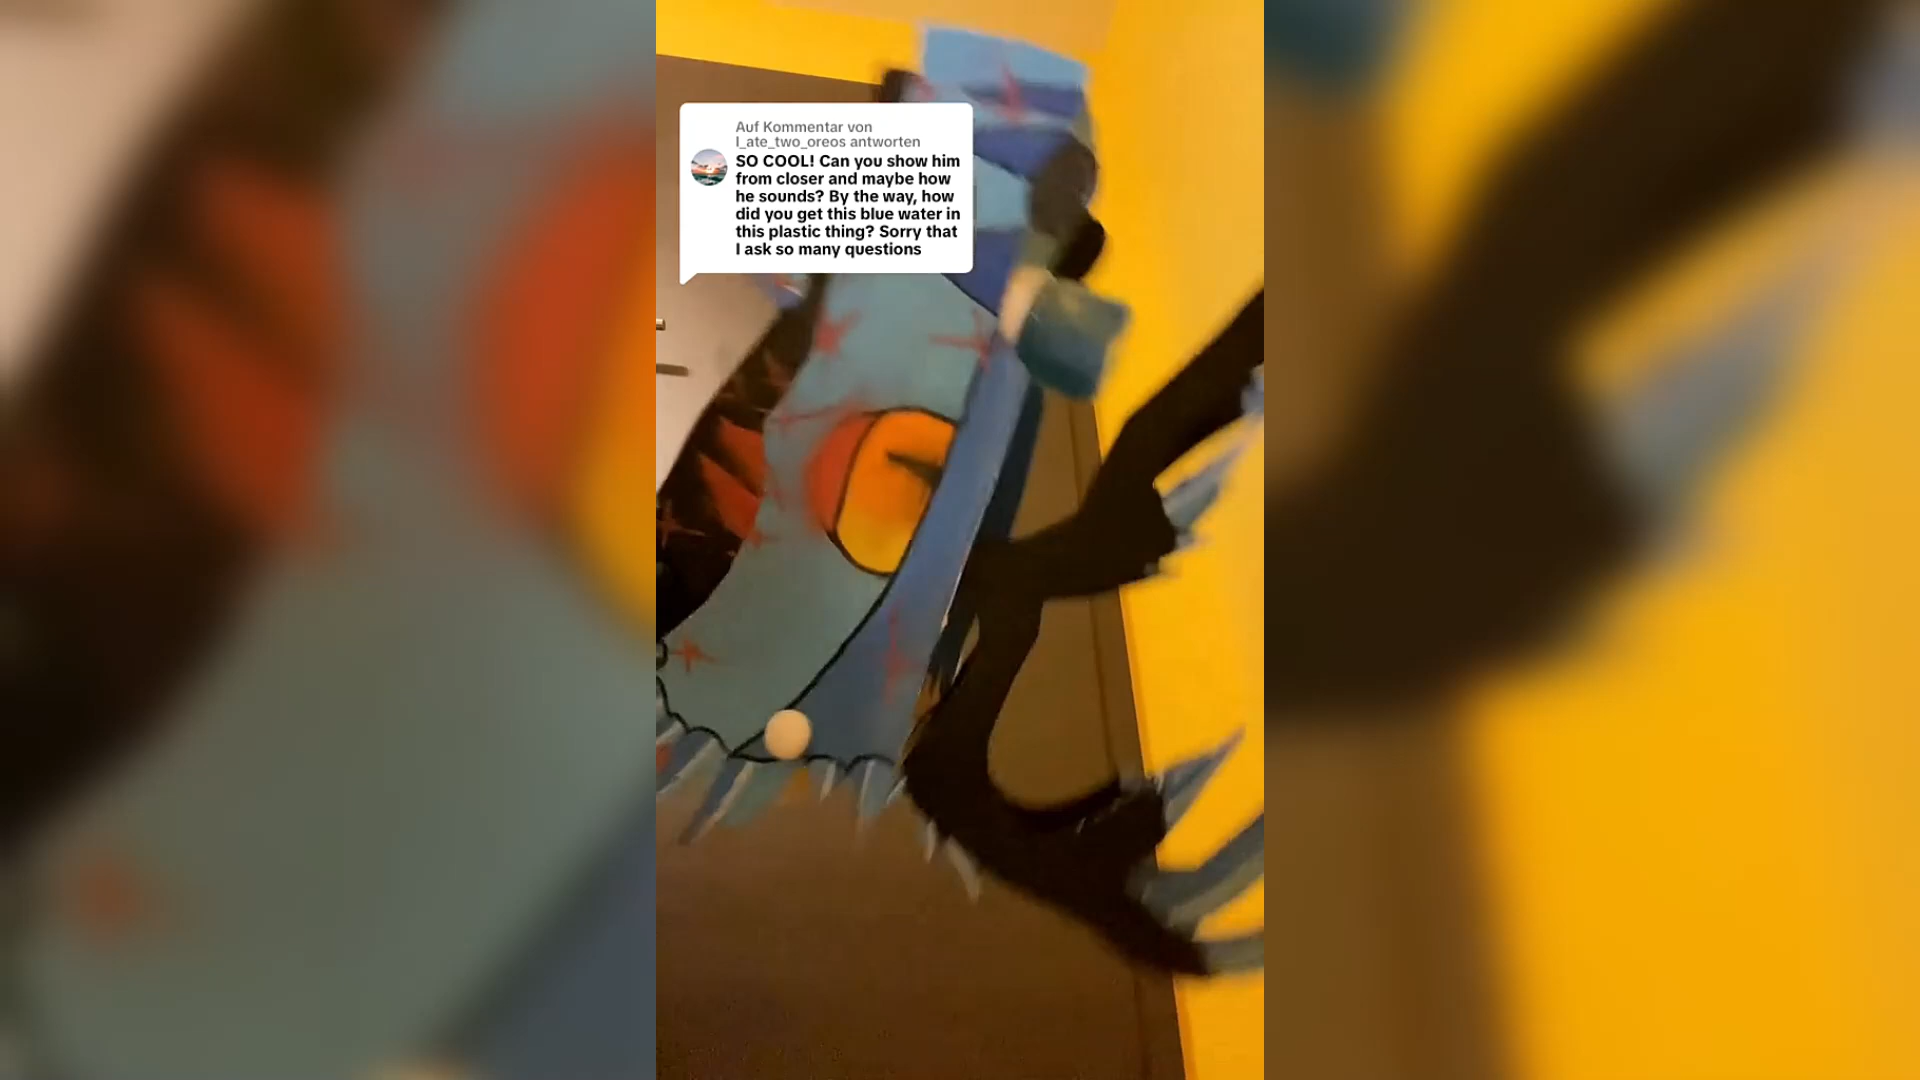 Auf Kommentar von
l_ate_two_oreos antworten
SO COOL! Can you show him
from closer and maybe how
he sounds? By the way, how
did you get this blue water in
this plastic thing? Sorry that
I ask so many questions